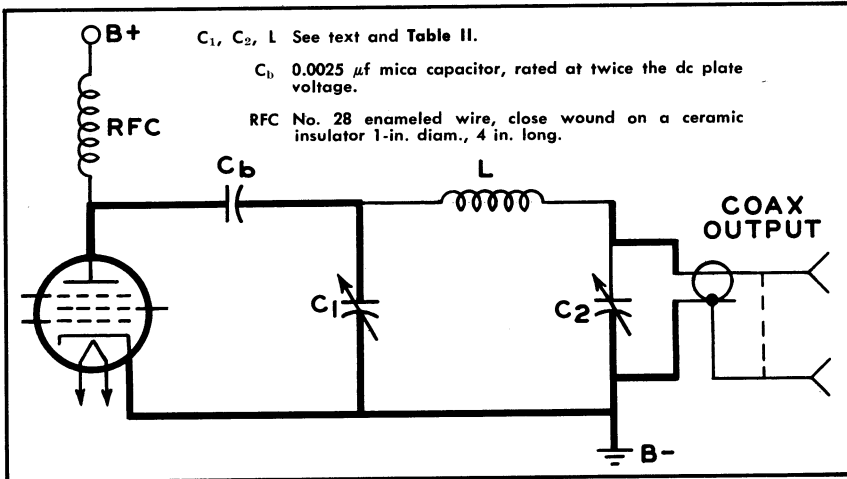 B+
C₁, C₂, L See text and Table II.
C_b 0.0025 μf mica capacitor, rated at twice the dc plate
voltage.
RFC
RFC No. 28 enameled wire, close wound on a ceramic
insulator 1-in. diam., 4 in. long.
Cb
L
COAX
OUTPUT
C1
C2
B-